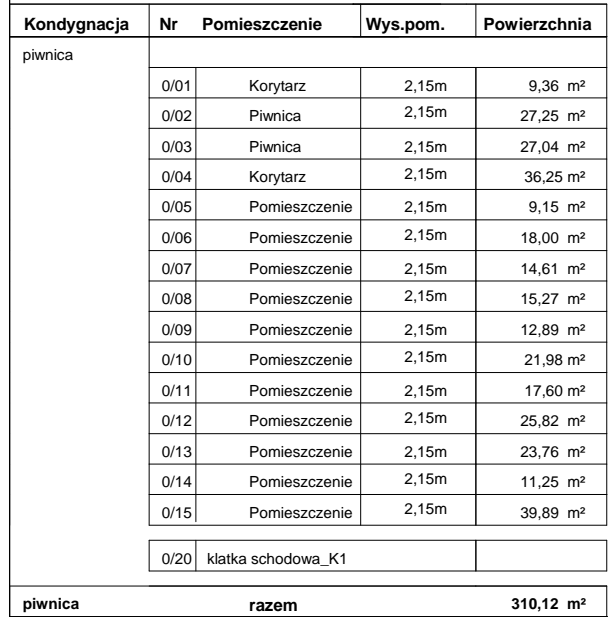 Kondygnacja Nr Pomieszczenie Wys.pom. Powierzchnia
piwnica
0/01 Korytarz 2,15m 9,36 m²
0/02 Piwnica 2,15m 27,25 m²
0/03 Piwnica 2,15m 27,04 m²
0/04 Korytarz 2,15m 36,25 m²
0/05 Pomieszczenie 2,15m 9,15 m²
0/06 Pomieszczenie 2,15m 18,00 m²
0/07 Pomieszczenie 2,15m 14,61 m²
0/08 Pomieszczenie 2,15m 15,27 m²
0/09 Pomieszczenie 2,15m 12,89 m²
0/10 Pomieszczenie 2,15m 21,98 m²
0/11 Pomieszczenie 2,15m 17,60 m²
0/12 Pomieszczenie 2,15m 25,82 m²
0/13 Pomieszczenie 2,15m 23,76 m²
0/14 Pomieszczenie 2,15m 11,25 m²
0/15 Pomieszczenie 2,15m 39,89 m²
0/20 klatka schodowa_K1
piwnica razem 310,12 m²